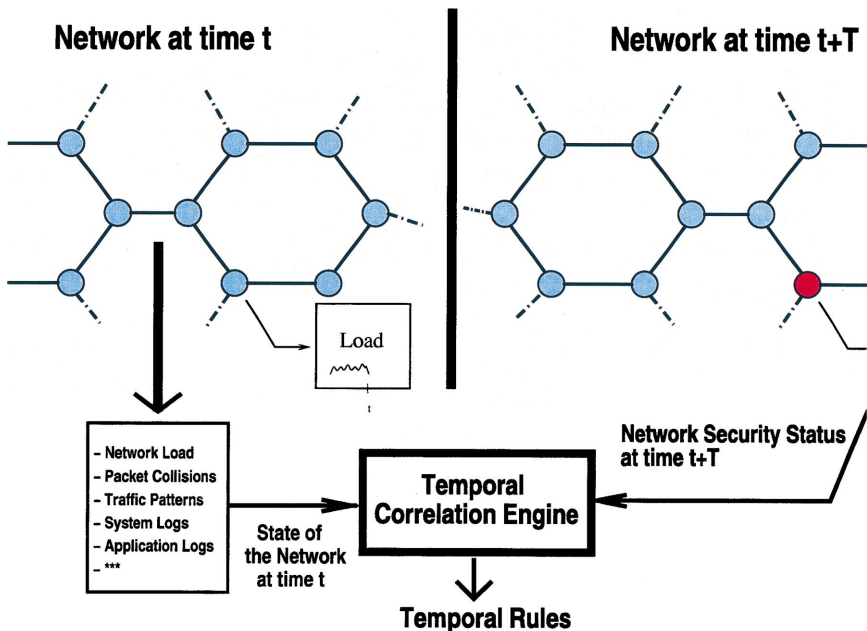 Network at time t
Network at time t+T
Load
t
– Network Load
– Packet Collisions
– Traffic Patterns
– System Logs
– Application Logs
– ***
State of
the Network
at time t
Temporal
Correlation Engine
Network Security Status
at time t+T
Temporal Rules